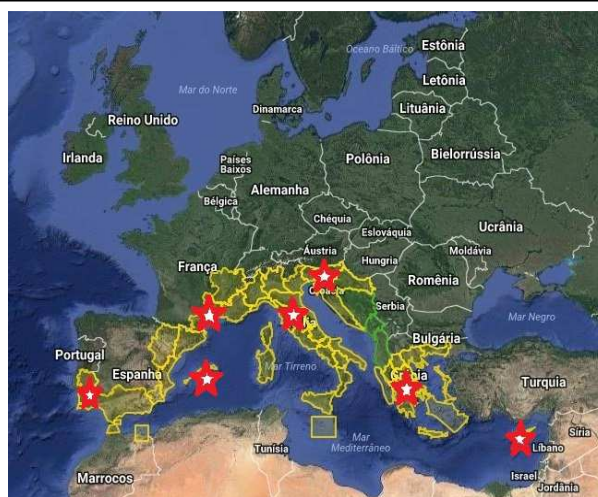 Estônia
Oceano Báltico
Letônia
Mar do Norte
Dinamarca
Lituânia
Reino Unido
Irlanda
Países
Baixos
Bielorrússia
Polônia
Alemanha
Bélgica
Chéquia
Ucrânia
Eslováquia
Áustria
Moldávia
Hungria
França
Romênia
Sérbia
Mar Negro
Bulgária
Portugal
Espanha
Mar Tirreno
Turquia
Síria
Líbano
Tunísia
Mar
Mediterrâneo
Israel
Marrocos
Jordânia